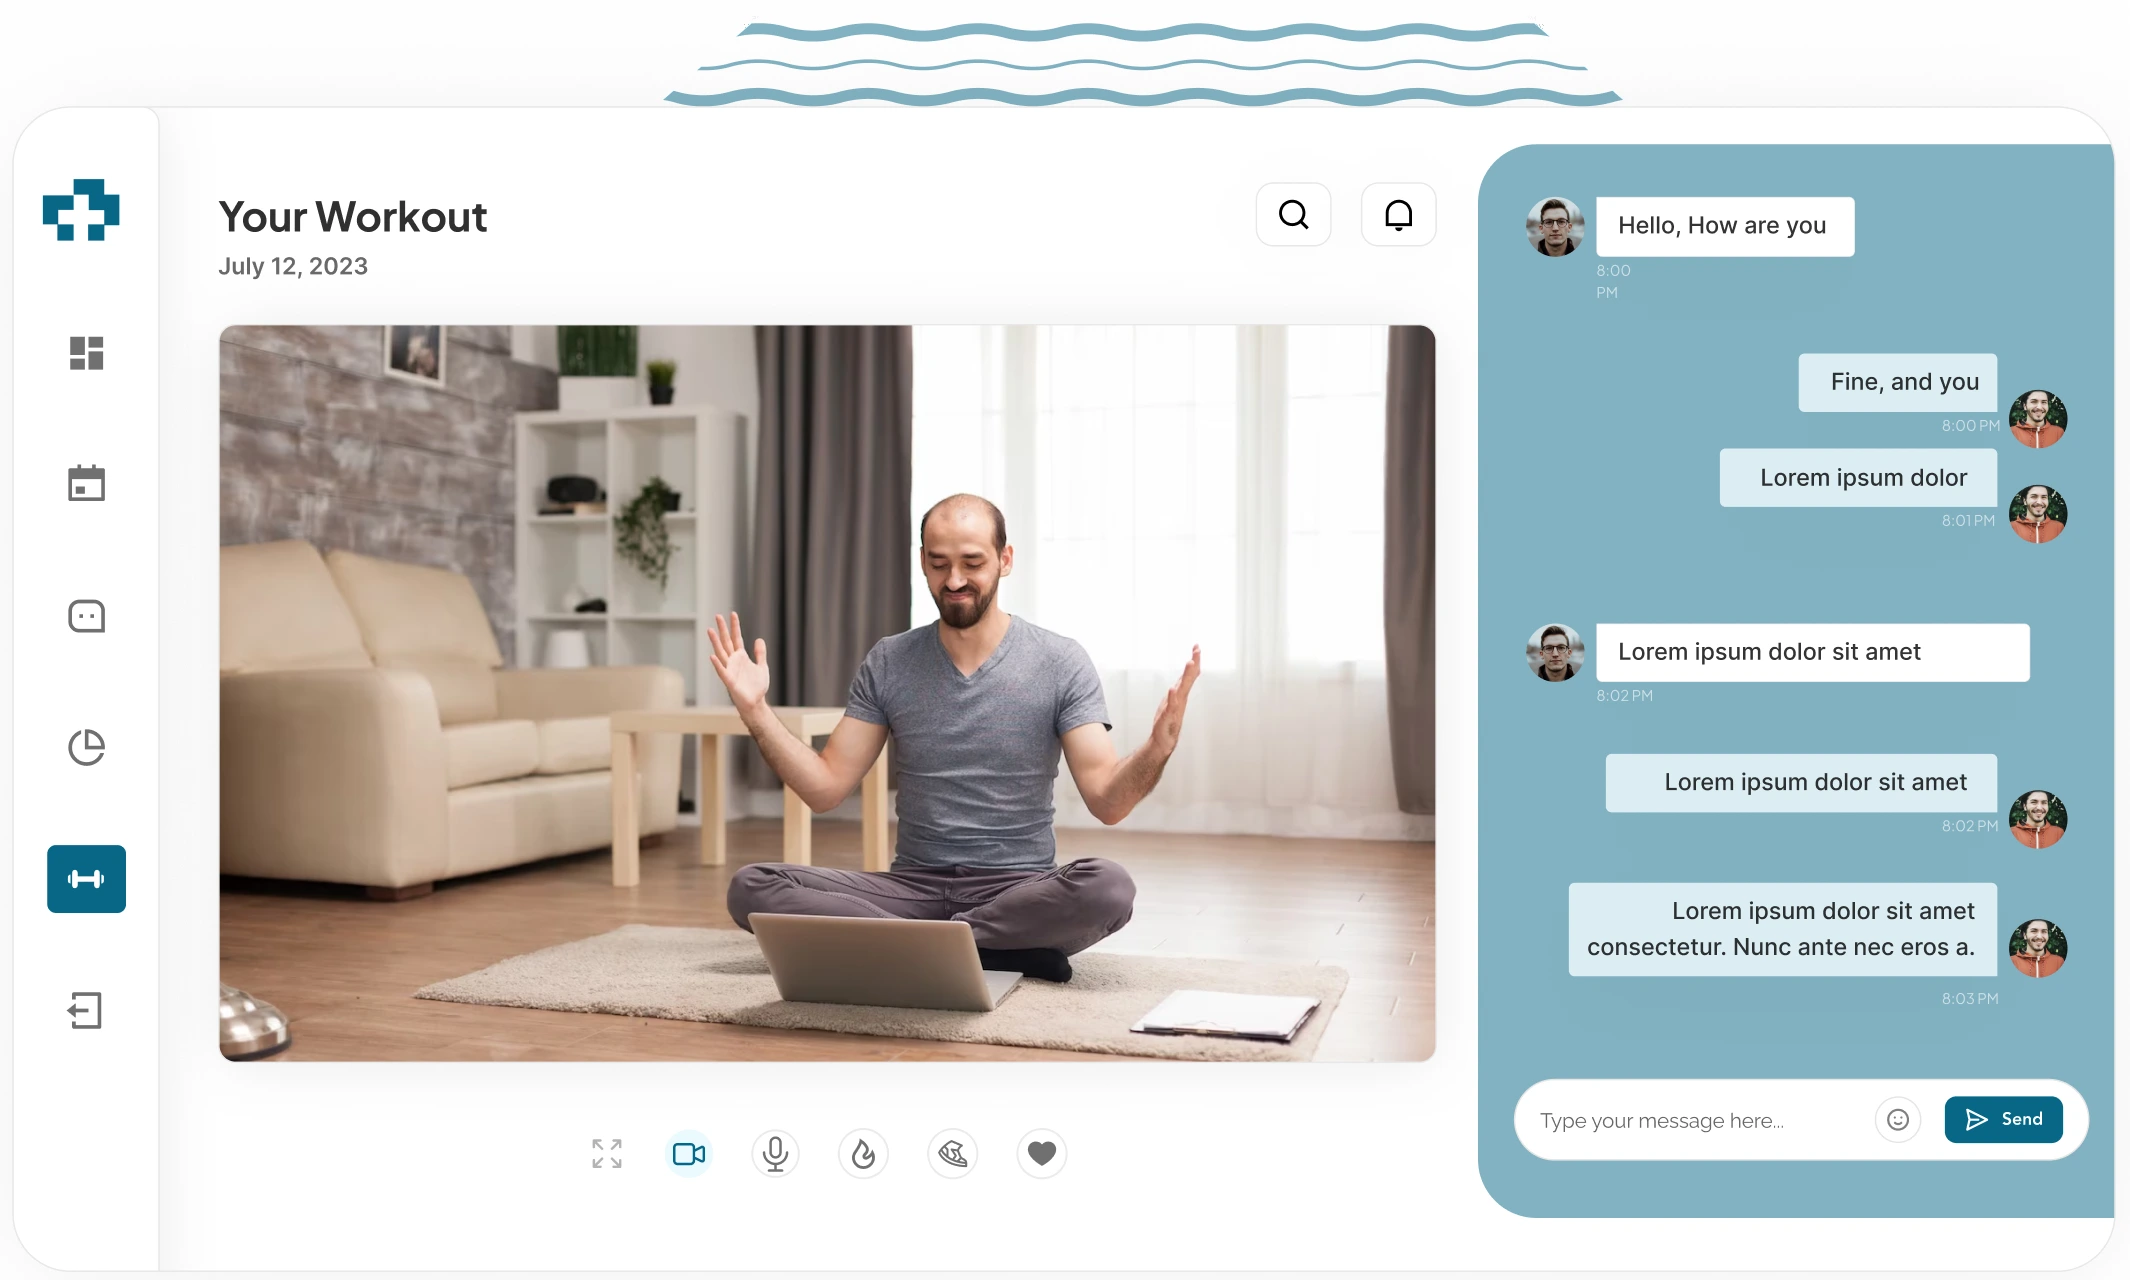 Your Workout
July 12, 2023
Hello, How are you
8:00
PM
Fine, and you
8:00 PM
Lorem ipsum dolor
8:01 PM
Lorem ipsum dolor sit amet
8:02 PM
Lorem ipsum dolor sit amet
8:02 PM
Lorem ipsum dolor sit amet
consectetur. Nunc ante nec eros a.
8:03 PM
Type your message here...
Send